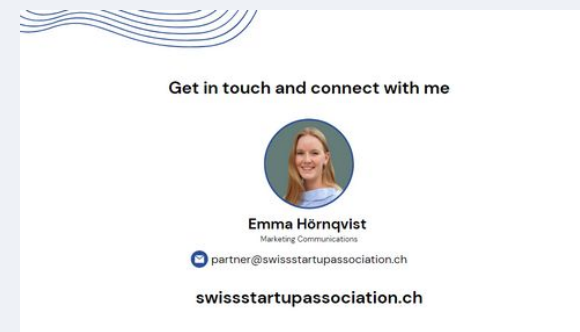 Get in touch and connect with me
Emma Hörnqvist
Marketing Communications
partner@swissstartupassociation.ch
swissstartupassociation.ch